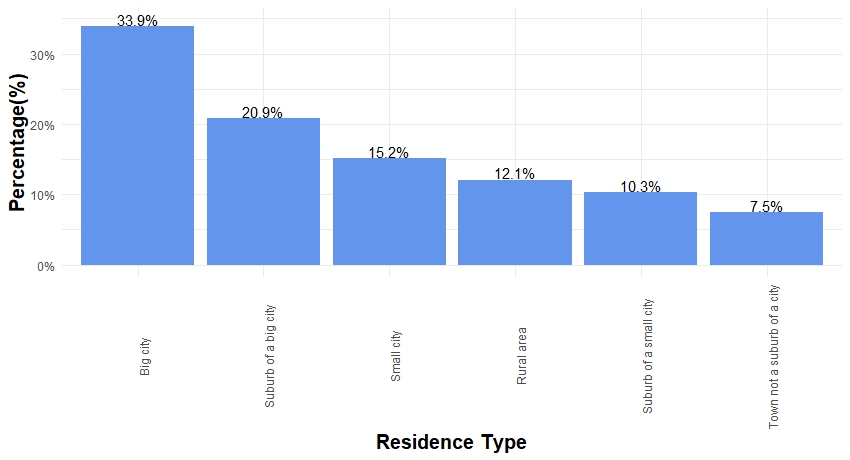 33.9%
20.9%
15.2%
12.1%
10.3%
7.5%
Percentage(%)
30%
20%
10%
0%
Big city
Suburb of a big city
Small city
Rural area
Suburb of a small city
Town not a suburb of a city
Residence Type